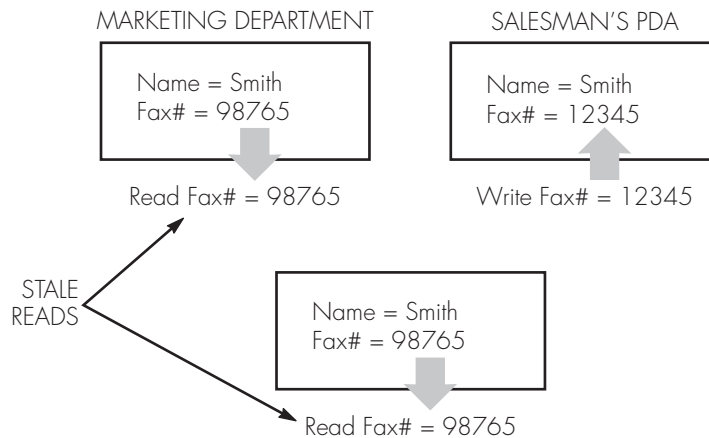 MARKETING DEPARTMENT
Name = Smith
Fax# = 98765
Read Fax# = 98765
SALESMAN'S PDA
Name = Smith
Fax# = 12345
Write Fax# = 12345
STALE
READS
Name = Smith
Fax# = 98765
Read Fax# = 98765